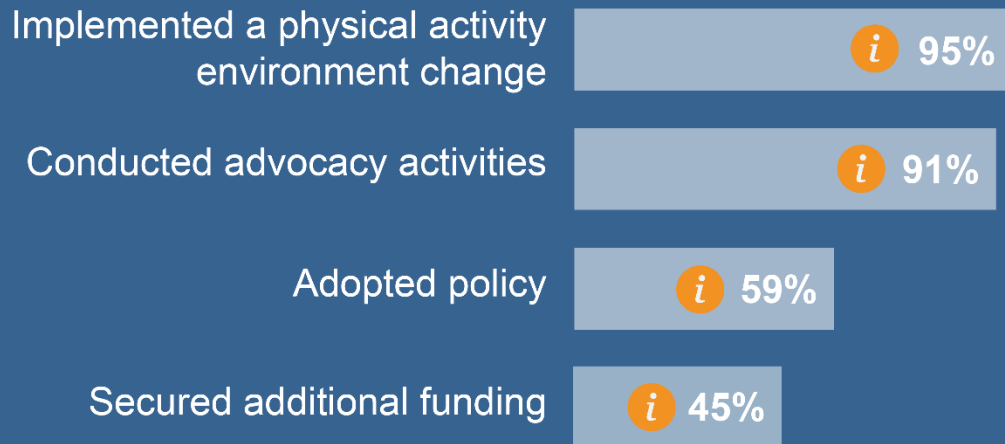 Implemented a physical activity
environment change
i 95%
Conducted advocacy activities
i 91%
Adopted policy
i 59%
Secured additional funding
i 45%